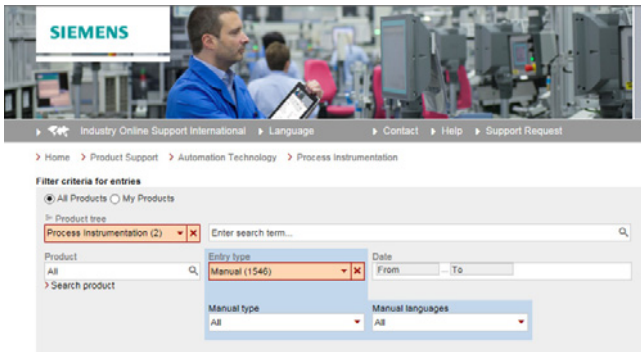 SIEMENS
Industry Online Support International Language Contact Help Support Request
Home Product Support Automation Technology Process Instrumentation
Filter criteria for entries
All Products My Products
Product tree
Process Instrumentation (2) Enter search term...
Product Entry type Date
All Manual (1546) From ... To
Search product
Manual type Manual languages
All All